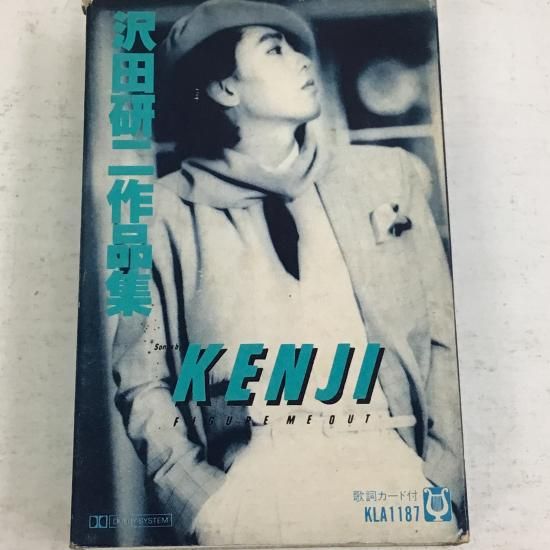 沢田研二作品集
Songs by
KENJI
FIGURE ME OUT
歌詞カード付
KLA1187
DOLBY SYSTEM